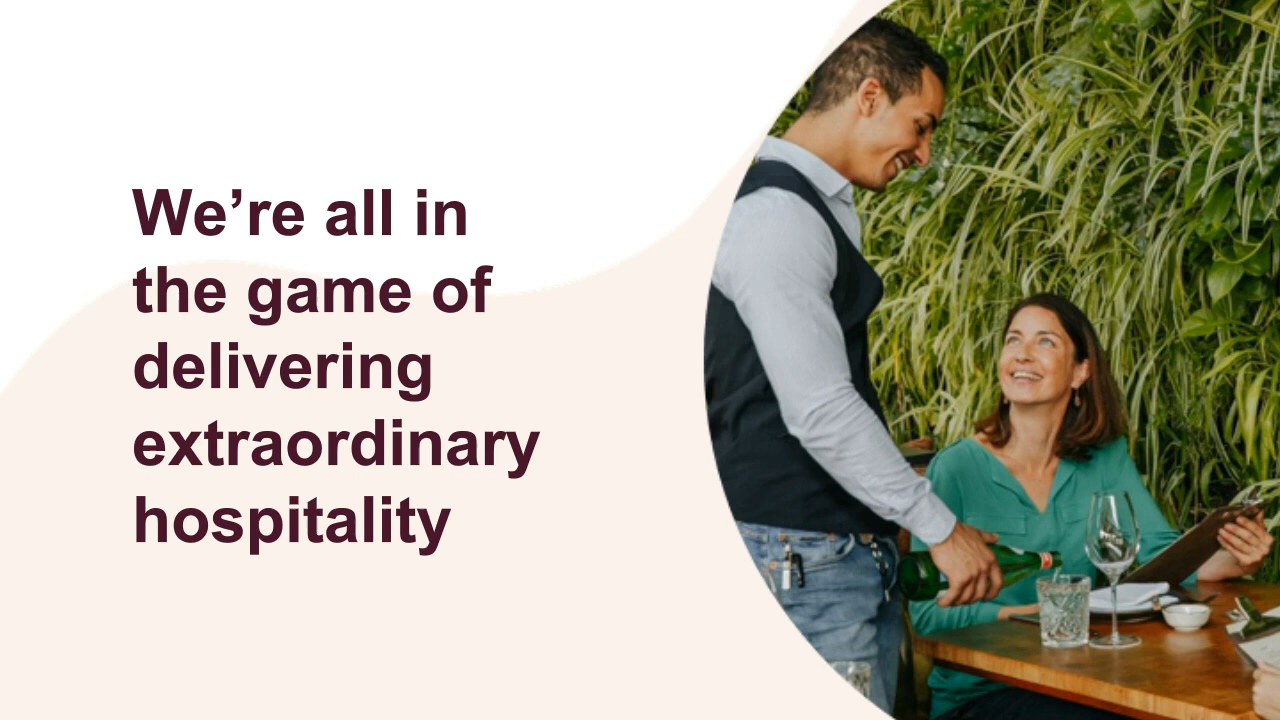 We’re all in
the game of
delivering
extraordinary
hospitality